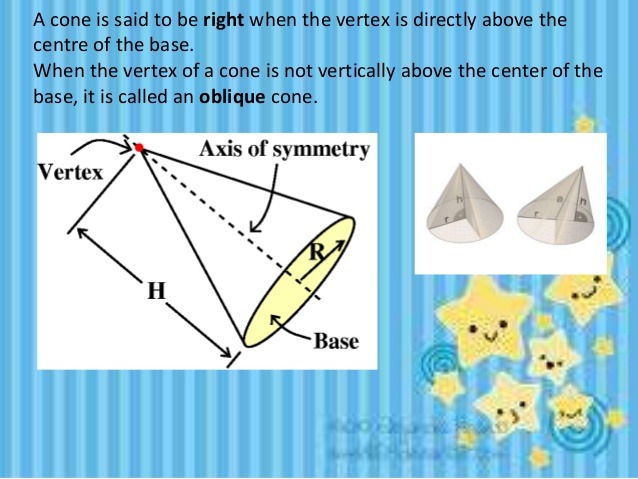 A cone is said to be right when the vertex is directly above the
centre of the base.
When the vertex of a cone is not vertically above the center of the
base, it is called an oblique cone.
Axis of symmetry
Vertex
R
H
Base
h
r
a
h
r